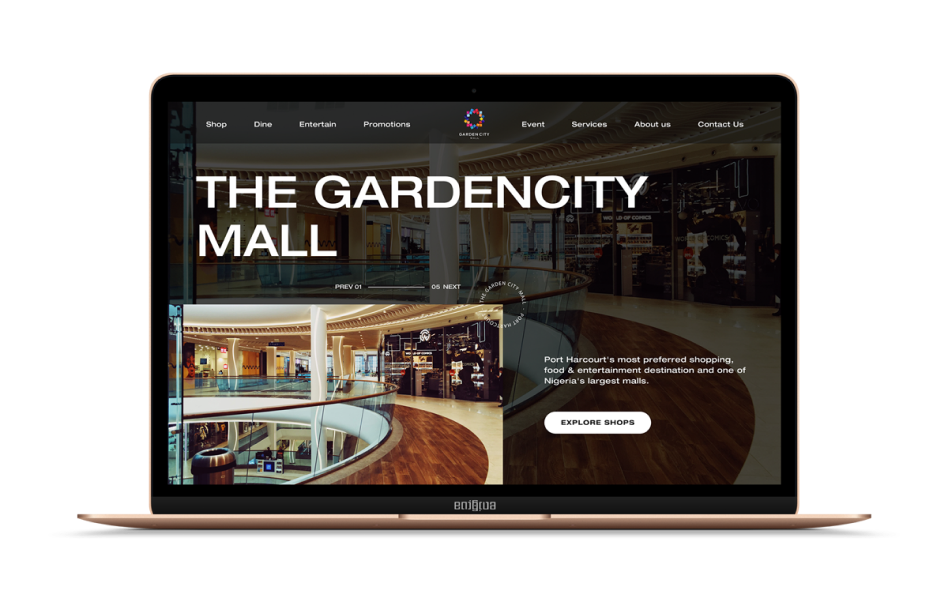 Shop
Dine
Entertain
Promotions
GARDEN CITY
Event
Services
About us
Contact Us
THE GARDENCITY
MALL
PREV 01
05 NEXT
THE GARDEN CITY MALL
PORT HARTCOURT
WORLD OF COMICS
Port Harcourt's most preferred shopping,
food & entertainment destination and one of
Nigeria's largest malls.
EXPLORE SHOPS
enigma